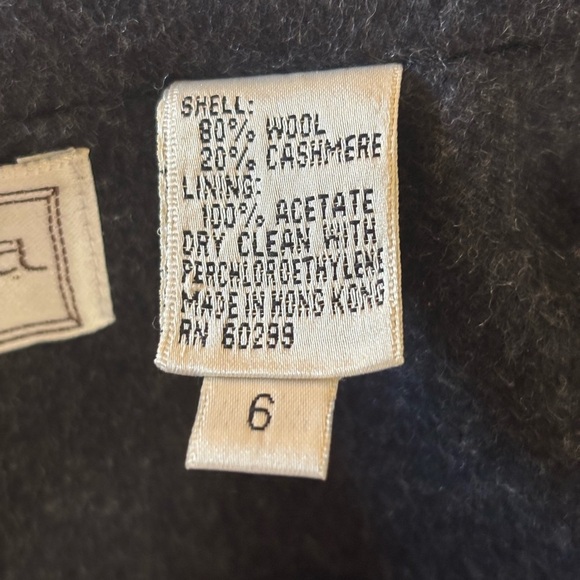 SHELL:
80% WOOL
20% CASHMERE
LINING:
100% ACETATE
DRY CLEAN WITH
PERCHLOROETHYLENE
MADE IN HONG KONG
RN 60299
6